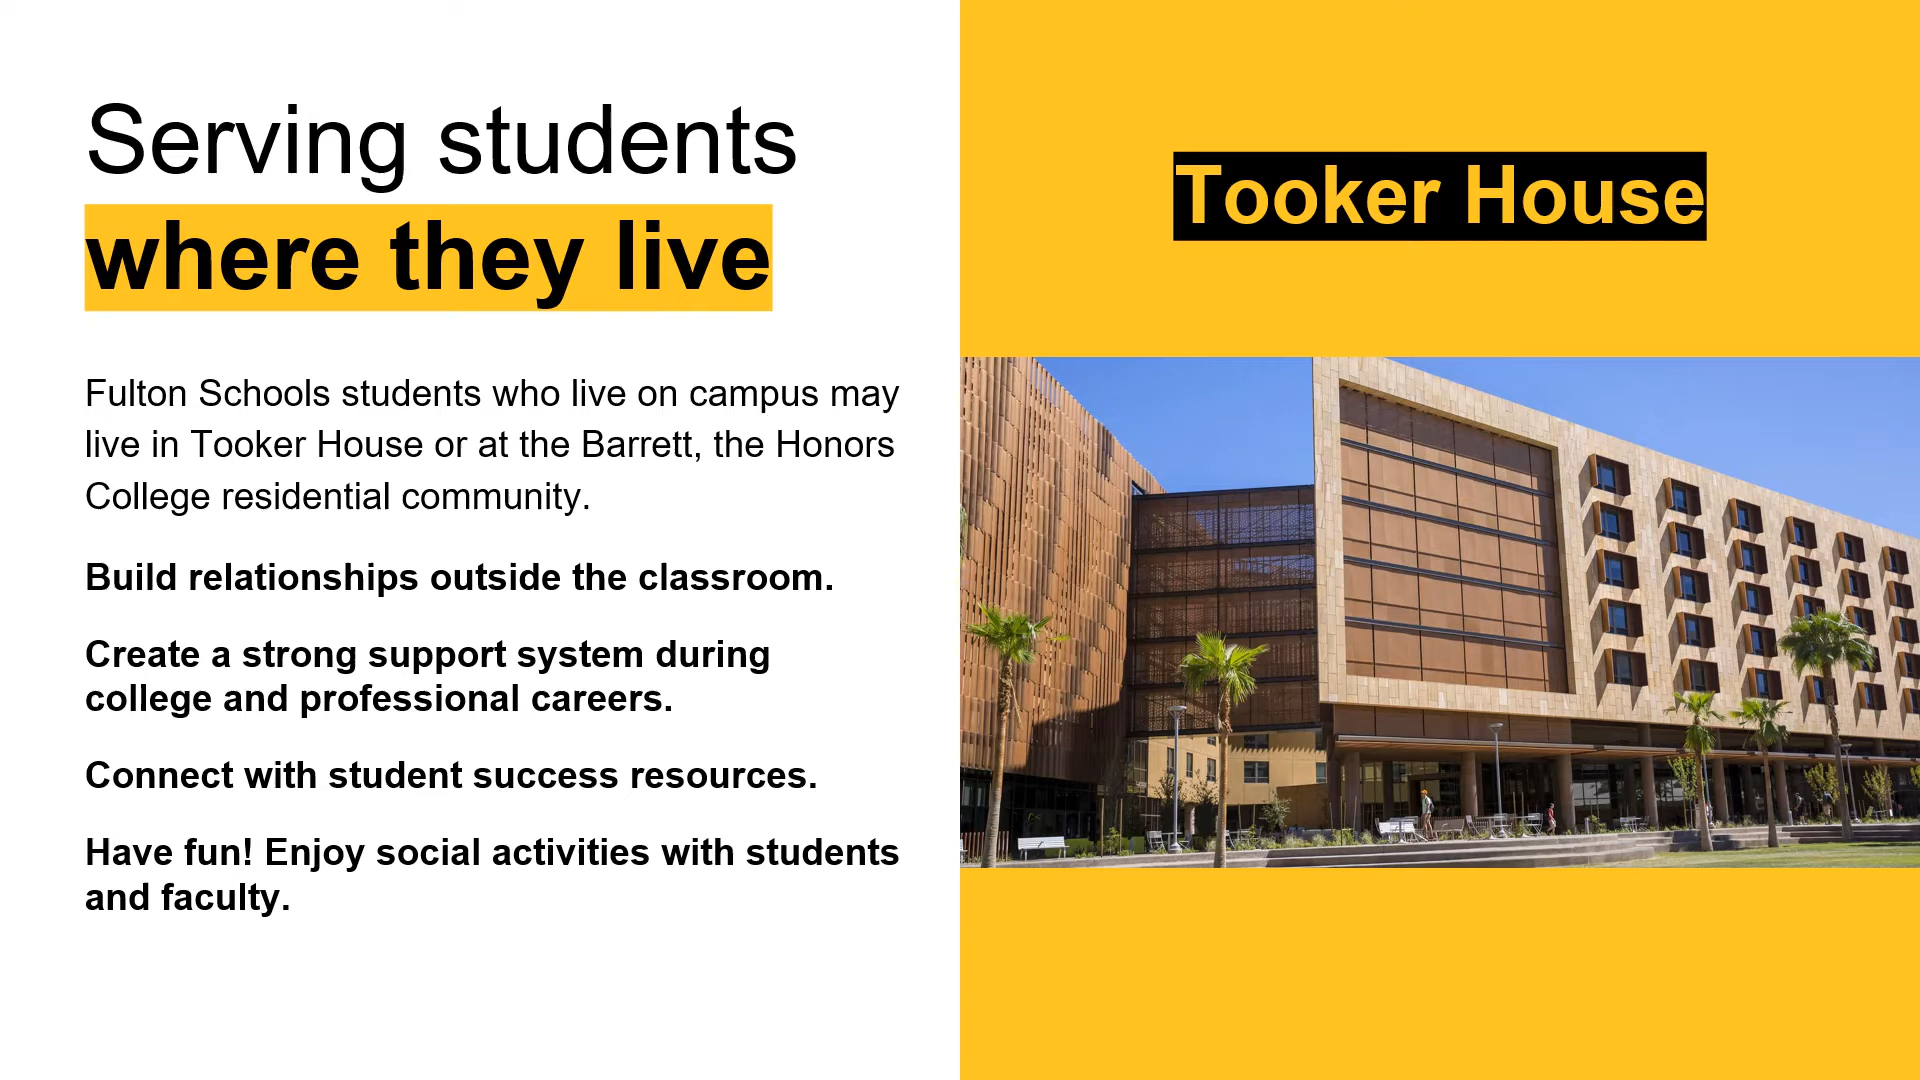 Serving students
where they live
Fulton Schools students who live on campus may
live in Tooker House or at the Barrett, the Honors
College residential community.
Build relationships outside the classroom.
Create a strong support system during
college and professional careers.
Connect with student success resources.
Have fun! Enjoy social activities with students
and faculty.
Tooker House